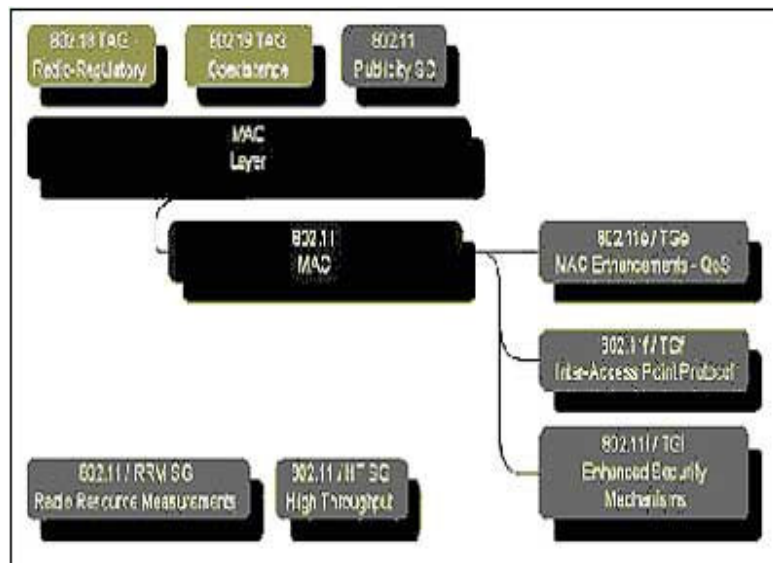 802.18 TAG
Radio-Regulatory
802.19 TAG
Coexistence
802.11
Publicity SC
MAC
Layer
802.11
MAC
802.11e / TGe
MAC Enhancements - QoS
802.11f / TGf
Inter-Access Point Protocol
802.11i / TGi
Enhanced Security
Mechanisms
802.11 / RRM SG
Radio Resource Measurements
802.11 / HT SG
High Throughput